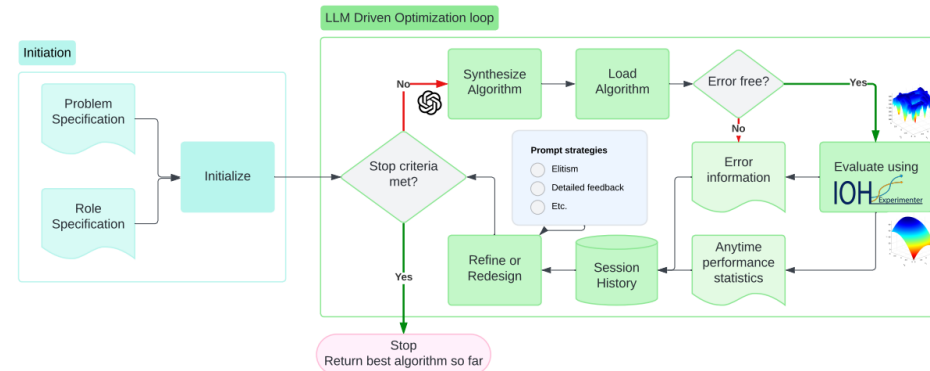 LLM Driven Optimization loop
Initiation
Problem
Specification
Role
Specification
Initialize
Stop criteria
met?
No
Yes
Synthesize
Algorithm
Load
Algorithm
Error free?
Yes
No
Prompt strategies
Elitism
Detailed feedback
Etc.
Error
information
Evaluate using
IOH
Experimenter
Refine or
Redesign
Session
History
Anytime
performance
statistics
Stop
Return best algorithm so far